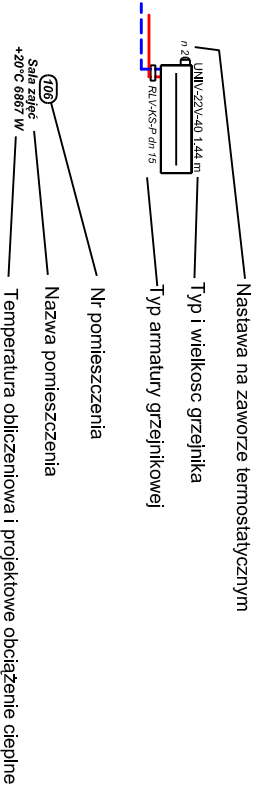 Nastawa na zaworze termostatycznym
n 2
UNIV-22V-40 1.44 m
Typ i wielkosc grzejnika
RLV-KS-P dn 15
Typ armatury grzejnikowej
106
Nr pomieszczenia
Sala zajęć
Nazwa pomieszczenia
+20°C 6867 W
Temperatura obliczeniowa i projektowe obciążenie cieplne